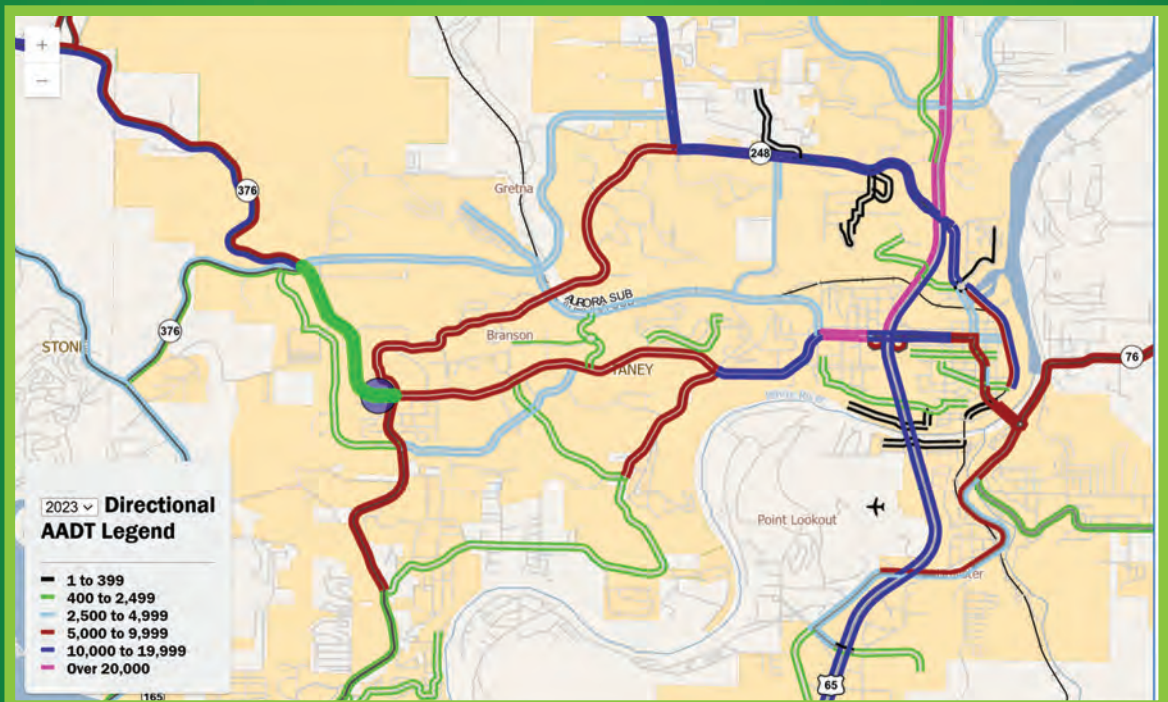 +
−
248
376
Gretna
AURORA SUB
376
Branson
STONE
TANEY
76
2023 Directional
AADT Legend
Point Lookout
1 to 399
400 to 2,499
2,500 to 4,999
5,000 to 9,999
10,000 to 19,999
Over 20,000
65
165